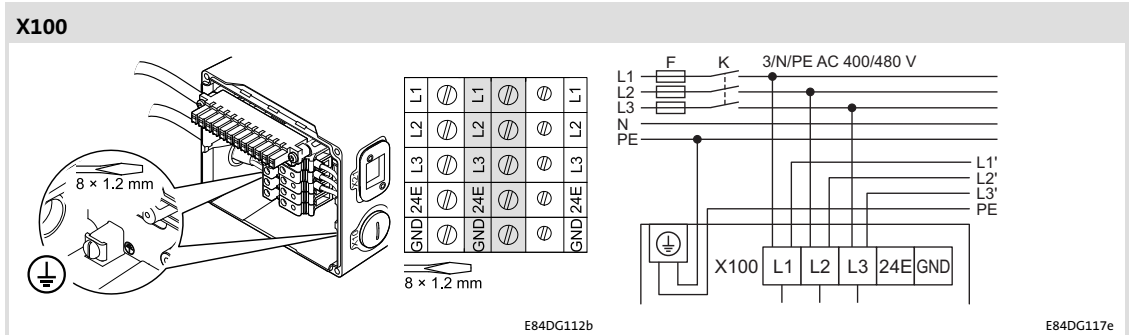 X100
8 × 1.2 mm
L1 L1 L1
L2 L2 L2
L3 L3 L3
24E 24E 24E
GND GND GND
8 × 1.2 mm
E84DG112b
F K 3/N/PE AC 400/480 V
L1
L2
L3
N
PE
L1'
L2'
L3'
PE
X100 L1 L2 L3 24E GND
E84DG117e